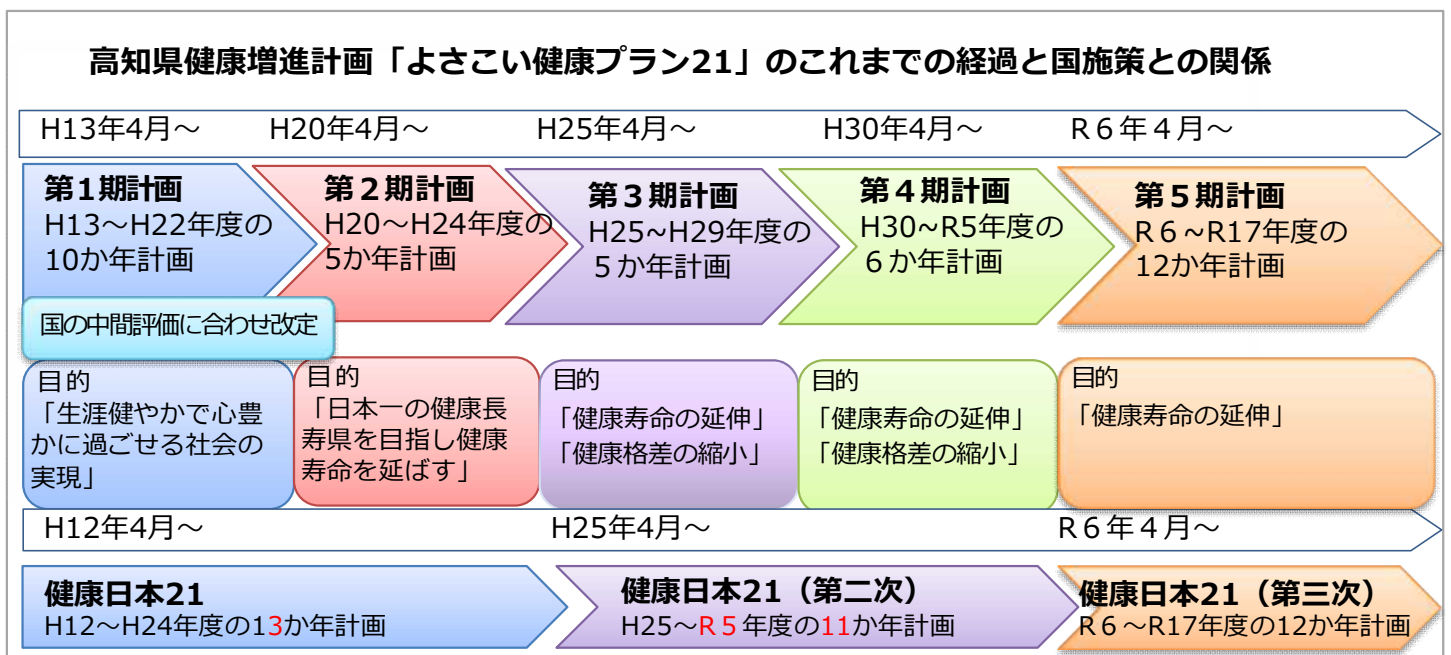 高知県健康増進計画「よさこい健康プラン21」のこれまでの経過と国施策との関係
H13年4月～
H20年4月～
H25年4月～
H30年4月～
R６年４月～
第１期計画
H13～H22年度の
10か年計画
第２期計画
H20～H24年度の
5か年計画
第３期計画
H25~H29年度の
５か年計画
第４期計画
H30~R5年度の
６か年計画
第５期計画
R６~R17年度の
12か年計画
国の中間評価に合わせ改定
目的
「生涯健やかで心豊
かに過ごせる社会の
実現」
目的
「日本一の健康長
寿県を目指し健康
寿命を延ばす」
目的
「健康寿命の延伸」
「健康格差の縮小」
目的
「健康寿命の延伸」
「健康格差の縮小」
目的
「健康寿命の延伸」
H12年4月～
H25年4月～
R６年４月～
健康日本21
H12～H24年度の13か年計画
健康日本21（第二次）
H25～R５年度の11か年計画
健康日本21（第三次）
R６～R17年度の12か年計画